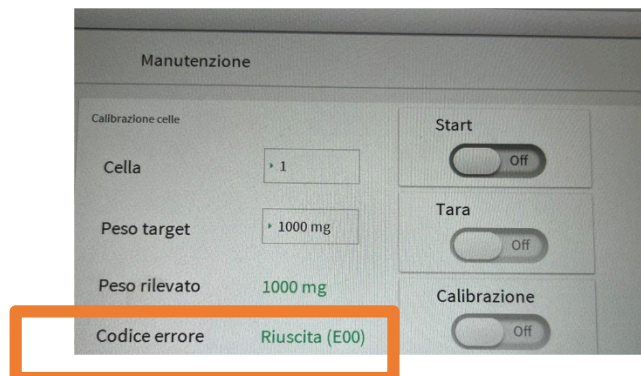 Manutenzione
Calibrazione celle
Cella
1
Peso target
1000 mg
Peso rilevato
1000 mg
Codice errore
Riuscita (E00)
Start
Off
Tara
Off
Calibrazione
Off